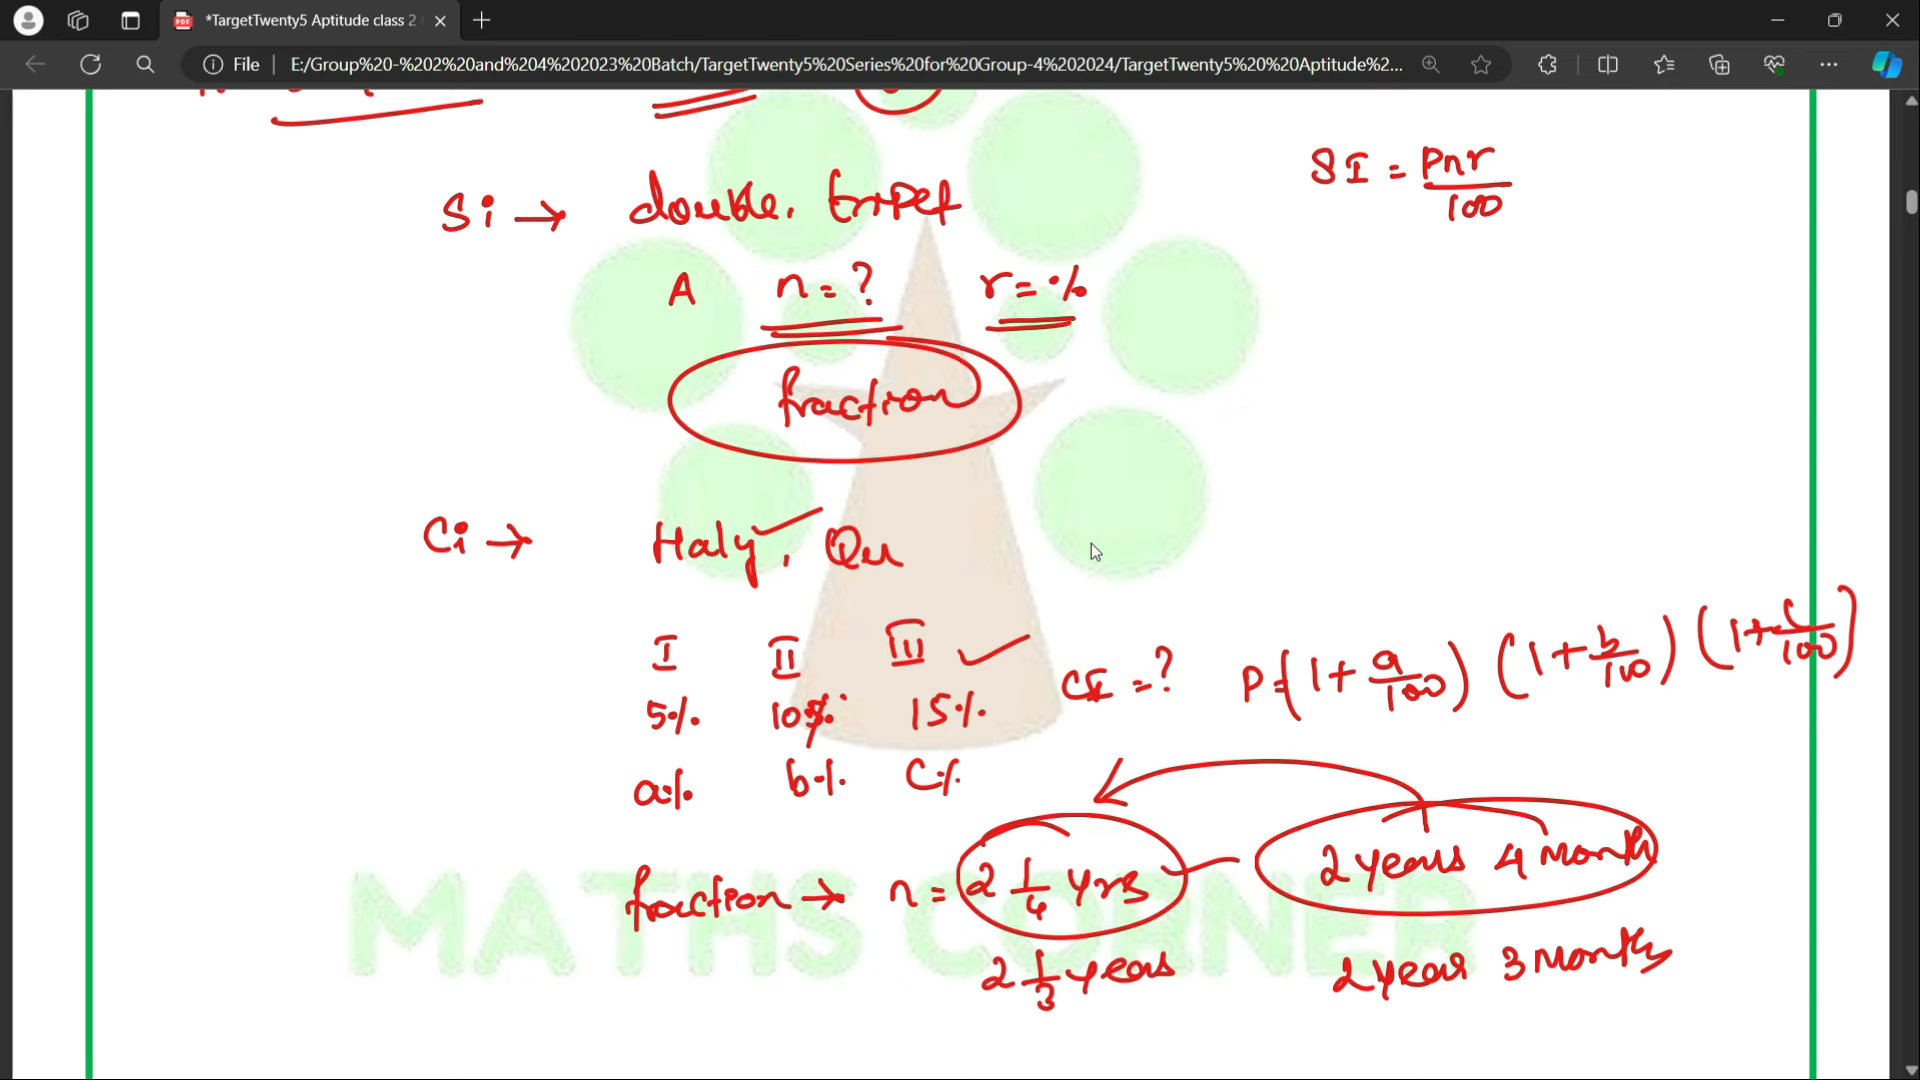 *TargetTwenty5 Aptitude class 2
File
E:/Group%20-%202%20and%204%202023%20Batch/TargetTwenty5%20Series%20for%20Group-4%202024/TargetTwenty5%20%20Aptitude%2...
SI = pnr/100
Si → double,
A n = ? r = %
fraction
Ci → Haly,
I II III
5% 10% 15%
CI = ? P = (1 + a/100) (1 + b/100) (1 + c/100)
a% b% C%
fraction → n = 2 1/4 yrs 2 years 4 Month
2 1/3 years 2 year 3 Month
MATHS CORNER